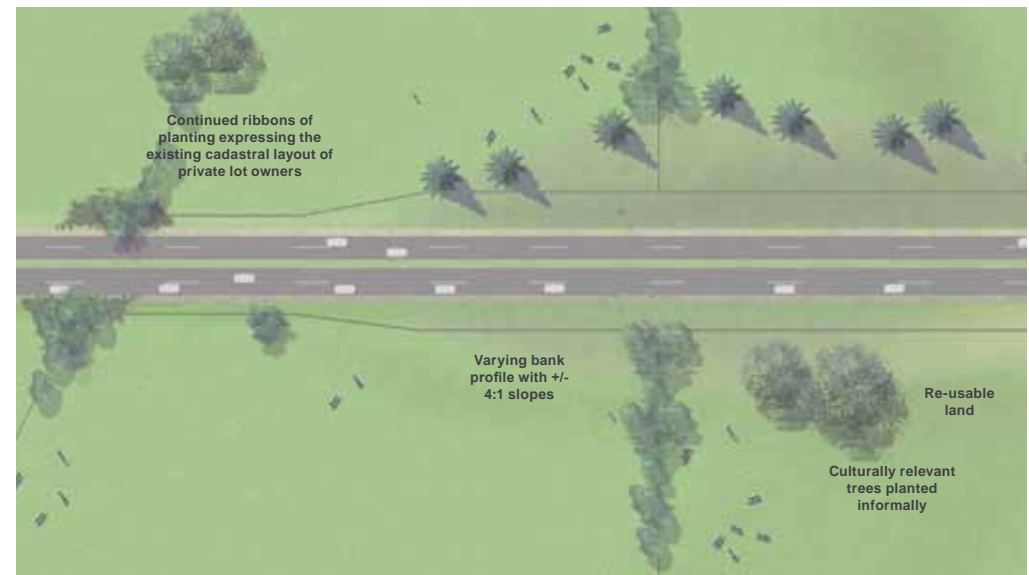 Continued ribbons of
planting expressing the
existing cadastral layout of
private lot owners
Varying bank
profile with +/-
4:1 slopes
Re-usable
land
Culturally relevant
trees planted
informally